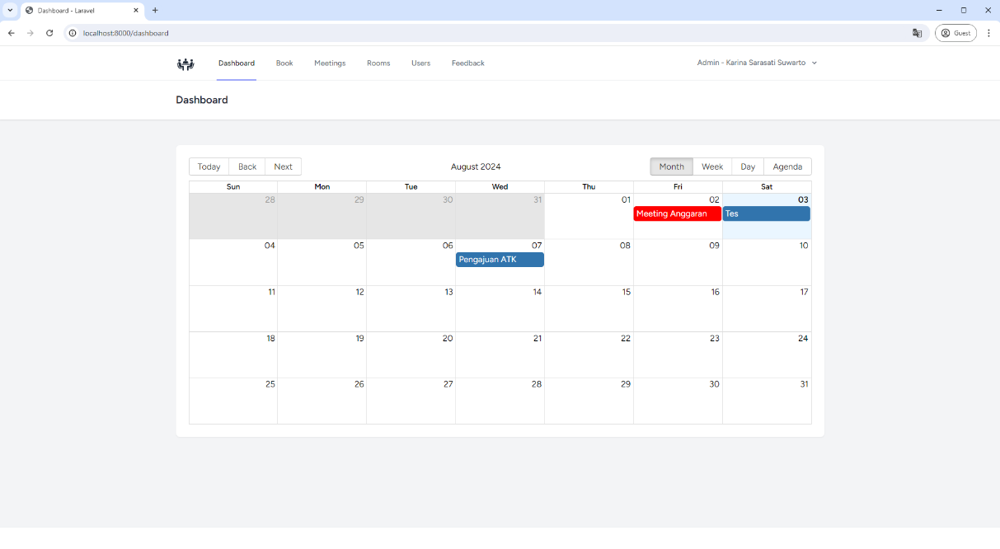 Dashboard - Laravel
localhost:8000/dashboard
Guest
Dashboard Book Meetings Rooms Users Feedback Admin - Karina Sarasati Suwarto
Dashboard
Today Back Next August 2024 Month Week Day Agenda
Sun Mon Tue Wed Thu Fri Sat
28 29 30 31 01 02 03
Meeting Anggaran Tes
04 05 06 07 08 09 10
Pengajuan ATK
11 12 13 14 15 16 17
18 19 20 21 22 23 24
25 26 27 28 29 30 31